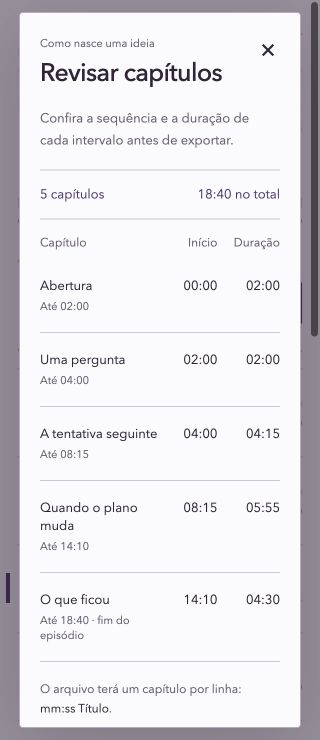 Como nasce uma ideia
Revisar capítulos
Confira a sequência e a duração de
cada intervalo antes de exportar.
5 capítulos 18:40 no total
Capítulo Início Duração
Abertura 00:00 02:00
Até 02:00
Uma pergunta 02:00 02:00
Até 04:00
A tentativa seguinte 04:00 04:15
Até 08:15
Quando o plano 08:15 05:55
muda
Até 14:10
O que ficou 14:10 04:30
Até 18:40 · fim do
episódio
O arquivo terá um capítulo por linha:
mm:ss Título.